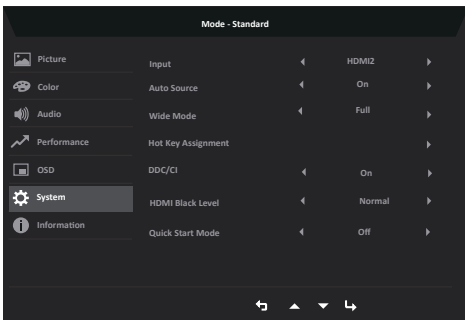 Mode - Standard
Picture
Color
Audio
Performance
OSD
System
Information
Input HDMI2
Auto Source On
Wide Mode Full
Hot Key Assignment
DDC/CI On
HDMI Black Level Normal
Quick Start Mode Off